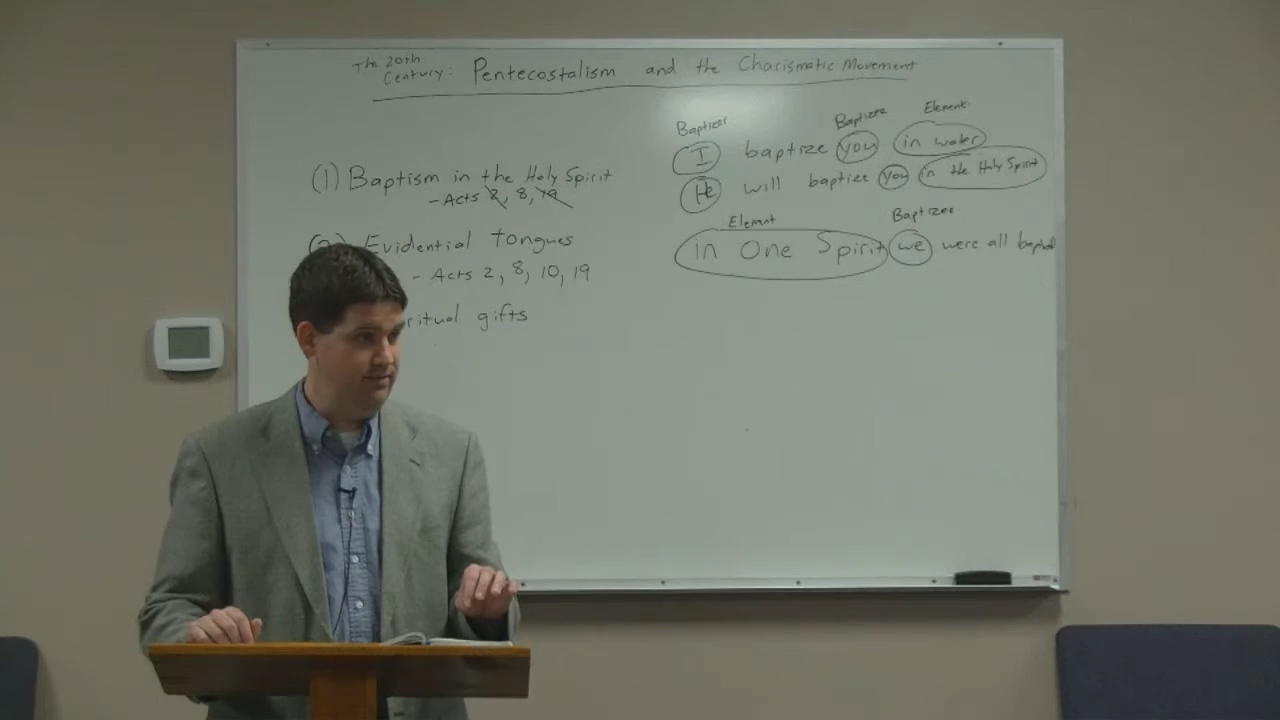 The 20th
Century: Pentecostalism and the Charismatic Movement
(1) Baptism in the Holy Spirit
- Acts 2, 8, 19
(2) Evidential tongues
- Acts 2, 8, 10, 19
ritual gifts
Baptizer Baptizee Element
I baptize you in water
He will baptize you in the Holy Spirit
Element Baptizee
in One Spirit we were all baptized